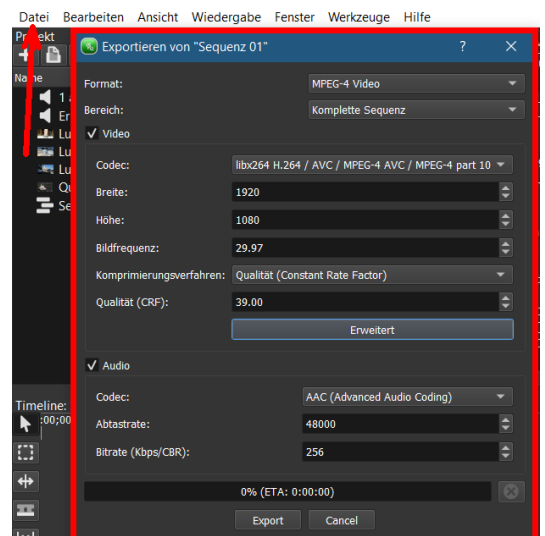 Datei Bearbeiten Ansicht Wiedergabe Fenster Werkzeuge Hilfe
Exportieren von "Sequenz 01" ? ×
Format: MPEG-4 Video
Bereich: Komplette Sequenz
Video
Codec: libx264 H.264 / AVC / MPEG-4 AVC / MPEG-4 part 10
Breite: 1920
Höhe: 1080
Bildfrequenz: 29.97
Komprimierungsverfahren: Qualität (Constant Rate Factor)
Qualität (CRF): 39.00
Erweitert
Audio
Codec: AAC (Advanced Audio Coding)
Abtastrate: 48000
Bitrate (Kbps/CBR): 256
0% (ETA: 0:00:00)
Export Cancel
Timeline: